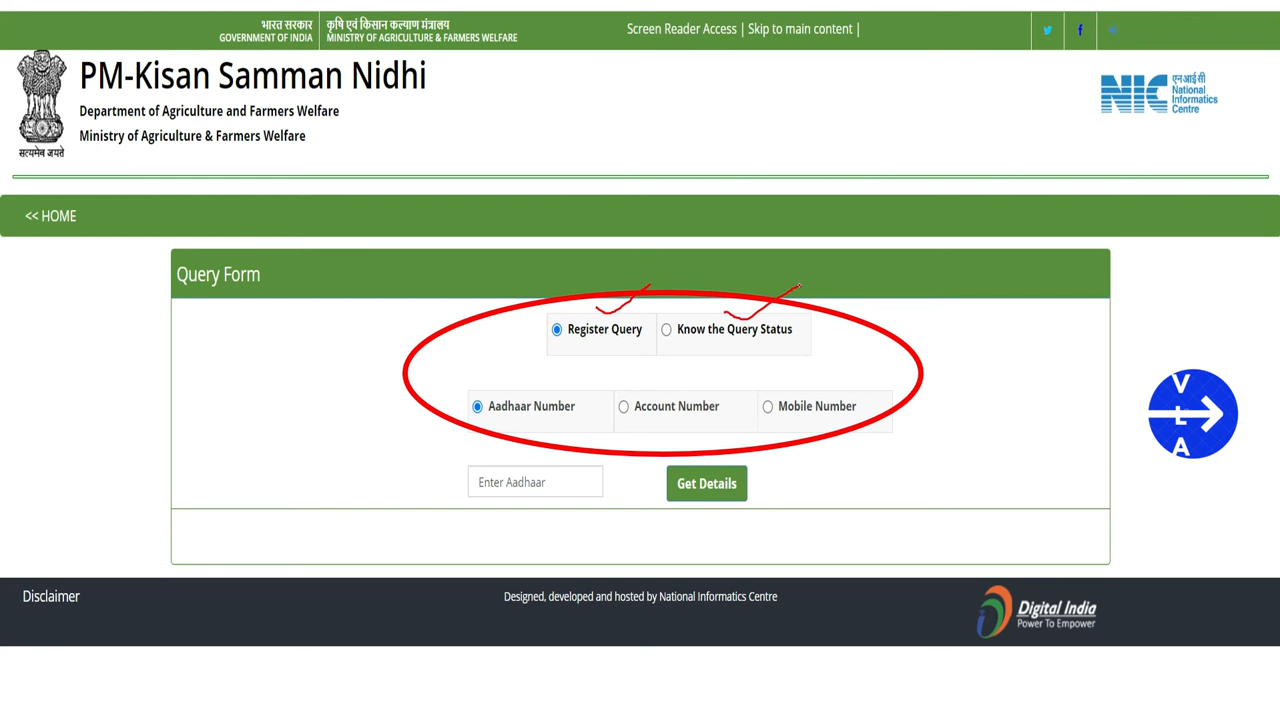 भारत सरकार
GOVERNMENT OF INDIA
कृषि एवं किसान कल्याण मंत्रालय
MINISTRY OF AGRICULTURE & FARMERS WELFARE
Screen Reader Access | Skip to main content |
PM-Kisan Samman Nidhi
Department of Agriculture and Farmers Welfare
Ministry of Agriculture & Farmers Welfare
सत्यमेव जयते
NIC
एन आई सी
National
Informatics
Centre
<< HOME
Query Form
Register Query Know the Query Status
Aadhaar Number Account Number Mobile Number
Enter Aadhaar Get Details
V
L
A
Disclaimer
Designed, developed and hosted by National Informatics Centre
Digital India
Power To Empower